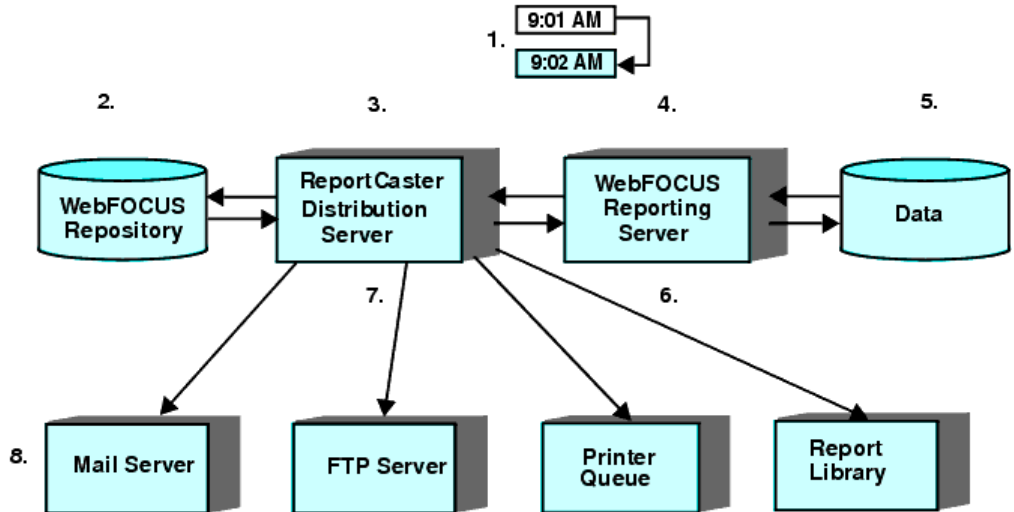 1.
9:01 AM
9:02 AM
2.
3.
4.
5.
WebFOCUS
Repository
ReportCaster
Distribution
Server
WebFOCUS
Reporting
Server
Data
7.
6.
8.
Mail Server
FTP Server
Printer
Queue
Report
Library